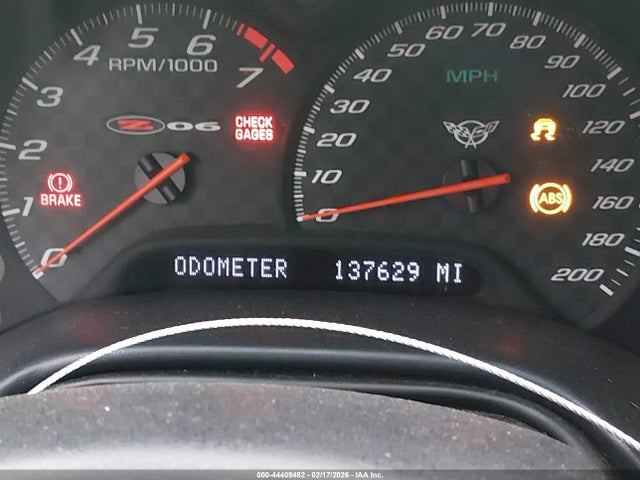 0 1 2 3 4 5 6 7
RPM/1000
Z06
CHECK
GAGES
BRAKE
0 10 20 30 40 50 60 70 80 90 100 120 140 160 180 200
MPH
ABS
ODOMETER 137629 MI
000-44409482 - 02/17/2026 - IAA Inc.